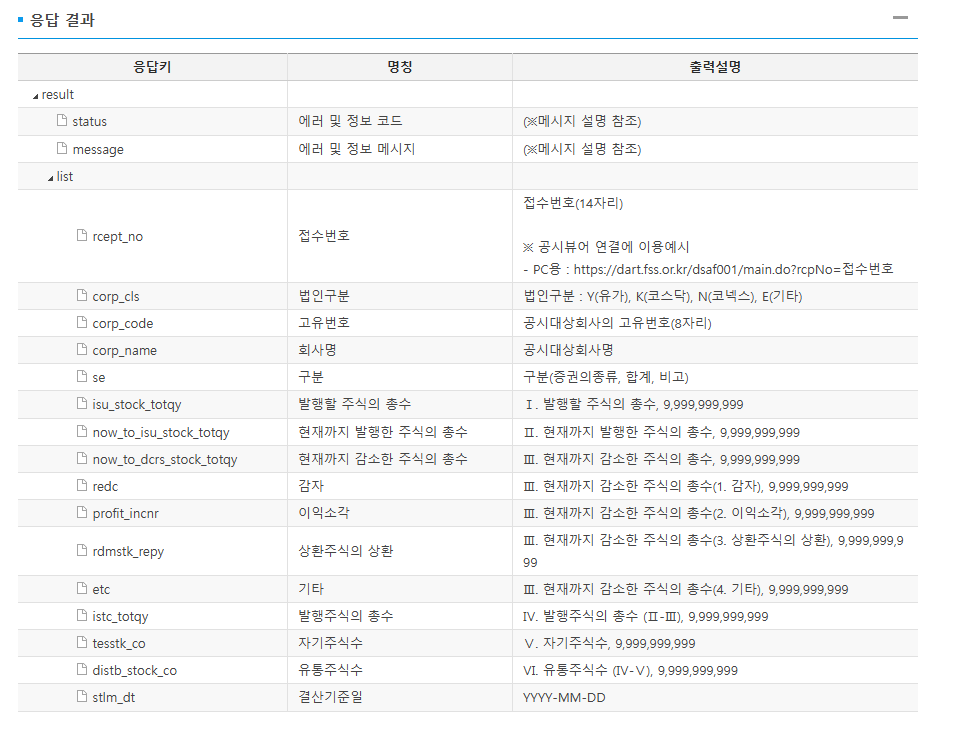 응답 결과
응답키 명칭 출력설명
result
status 에러 및 정보 코드 (※메시지 설명 참조)
message 에러 및 정보 메시지 (※메시지 설명 참조)
list
rcept_no 접수번호 접수번호(14자리)
※ 공시뷰어 연결에 이용예시
- PC용 : https://dart.fss.or.kr/dsaf001/main.do?rcpNo=접수번호
corp_cls 법인구분 법인구분 : Y(유가), K(코스닥), N(코넥스), E(기타)
corp_code 고유번호 공시대상회사의 고유번호(8자리)
corp_name 회사명 공시대상회사명
se 구분 구분(증권의종류, 합계, 비고)
isu_stock_totqy 발행할 주식의 총수 Ⅰ. 발행할 주식의 총수, 9,999,999,999
now_to_isu_stock_totqy 현재까지 발행한 주식의 총수 Ⅱ. 현재까지 발행한 주식의 총수, 9,999,999,999
now_to_dcrs_stock_totqy 현재까지 감소한 주식의 총수 Ⅲ. 현재까지 감소한 주식의 총수, 9,999,999,999
redc 감자 Ⅲ. 현재까지 감소한 주식의 총수(1. 감자), 9,999,999,999
profit_incnr 이익소각 Ⅲ. 현재까지 감소한 주식의 총수(2. 이익소각), 9,999,999,999
rdmstk_repy 상환주식의 상환 Ⅲ. 현재까지 감소한 주식의 총수(3. 상환주식의 상환), 9,999,999,9
99
etc 기타 Ⅲ. 현재까지 감소한 주식의 총수(4. 기타), 9,999,999,999
istc_totqy 발행주식의 총수 Ⅳ. 발행주식의 총수 (Ⅱ-Ⅲ), 9,999,999,999
tesstk_co 자기주식수 Ⅴ. 자기주식수, 9,999,999,999
distb_stock_co 유통주식수 Ⅵ. 유통주식수 (Ⅳ-Ⅴ), 9,999,999,999
stlm_dt 결산기준일 YYYY-MM-DD